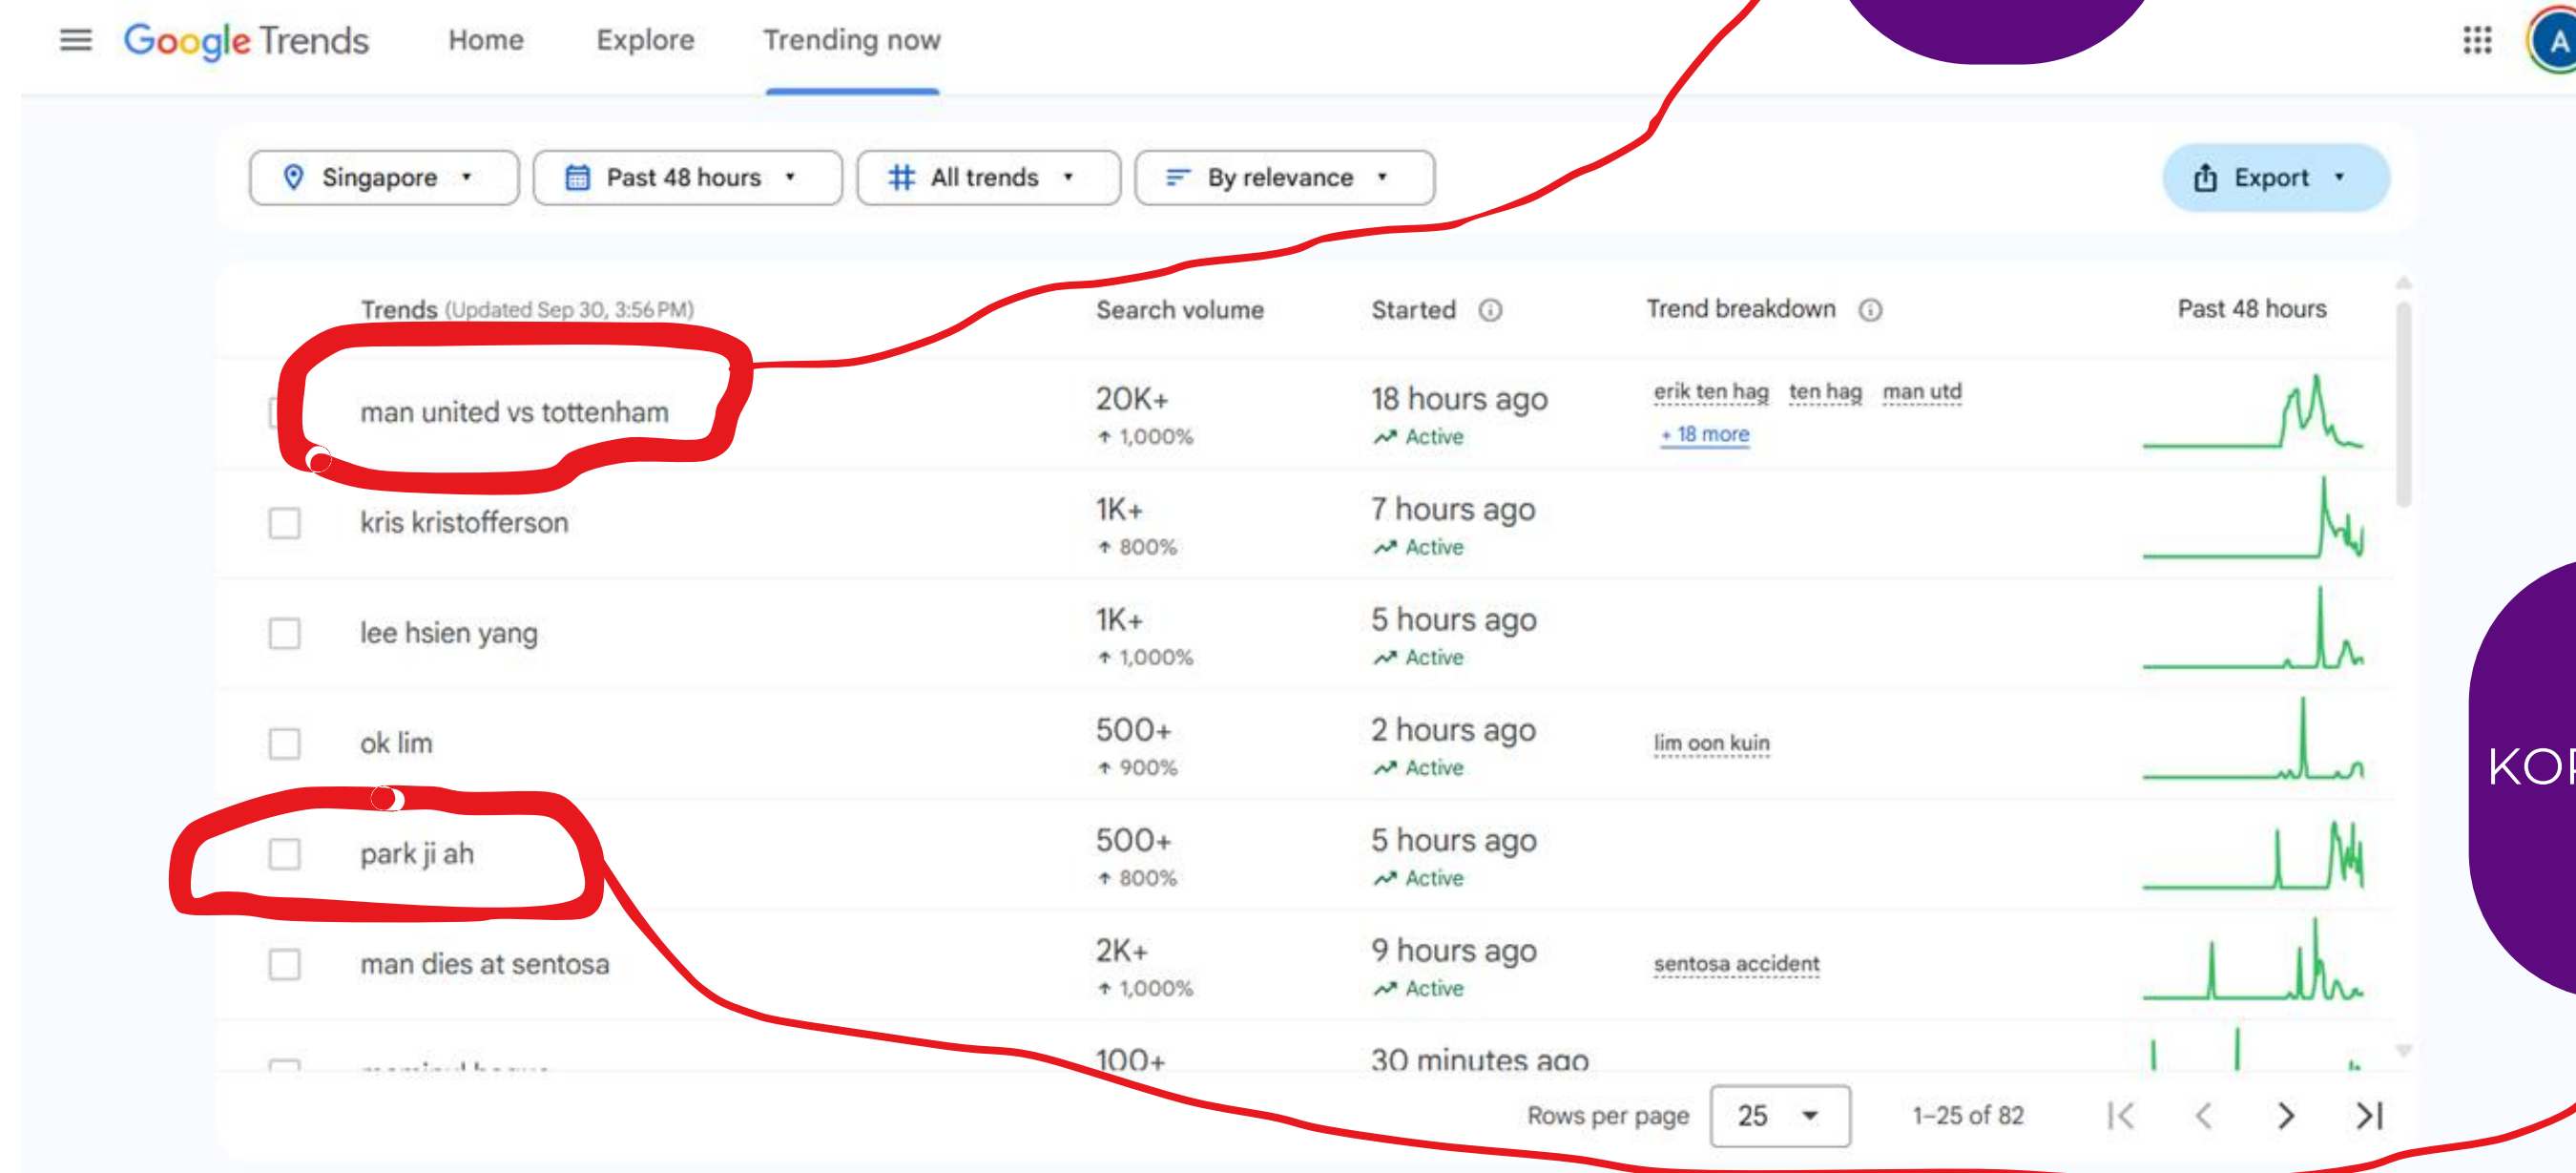 Google Trends Home Explore Trending now
A
Singapore Past 48 hours All trends By relevance Export
Trends (Updated Sep 30, 3:56 PM) Search volume Started Trend breakdown Past 48 hours
man united vs tottenham 20K+ 18 hours ago erik ten hag ten hag man utd
↑ 1,000% Active + 18 more
kris kristofferson 1K+ 7 hours ago
↑ 800% Active
lee hsien yang 1K+ 5 hours ago
↑ 1,000% Active
ok lim 500+ 2 hours ago lim oon kuin
↑ 900% Active
park ji ah 500+ 5 hours ago
↑ 800% Active
man dies at sentosa 2K+ 9 hours ago sentosa accident
↑ 1,000% Active
100+ 30 minutes ago
Rows per page 25 1–25 of 82